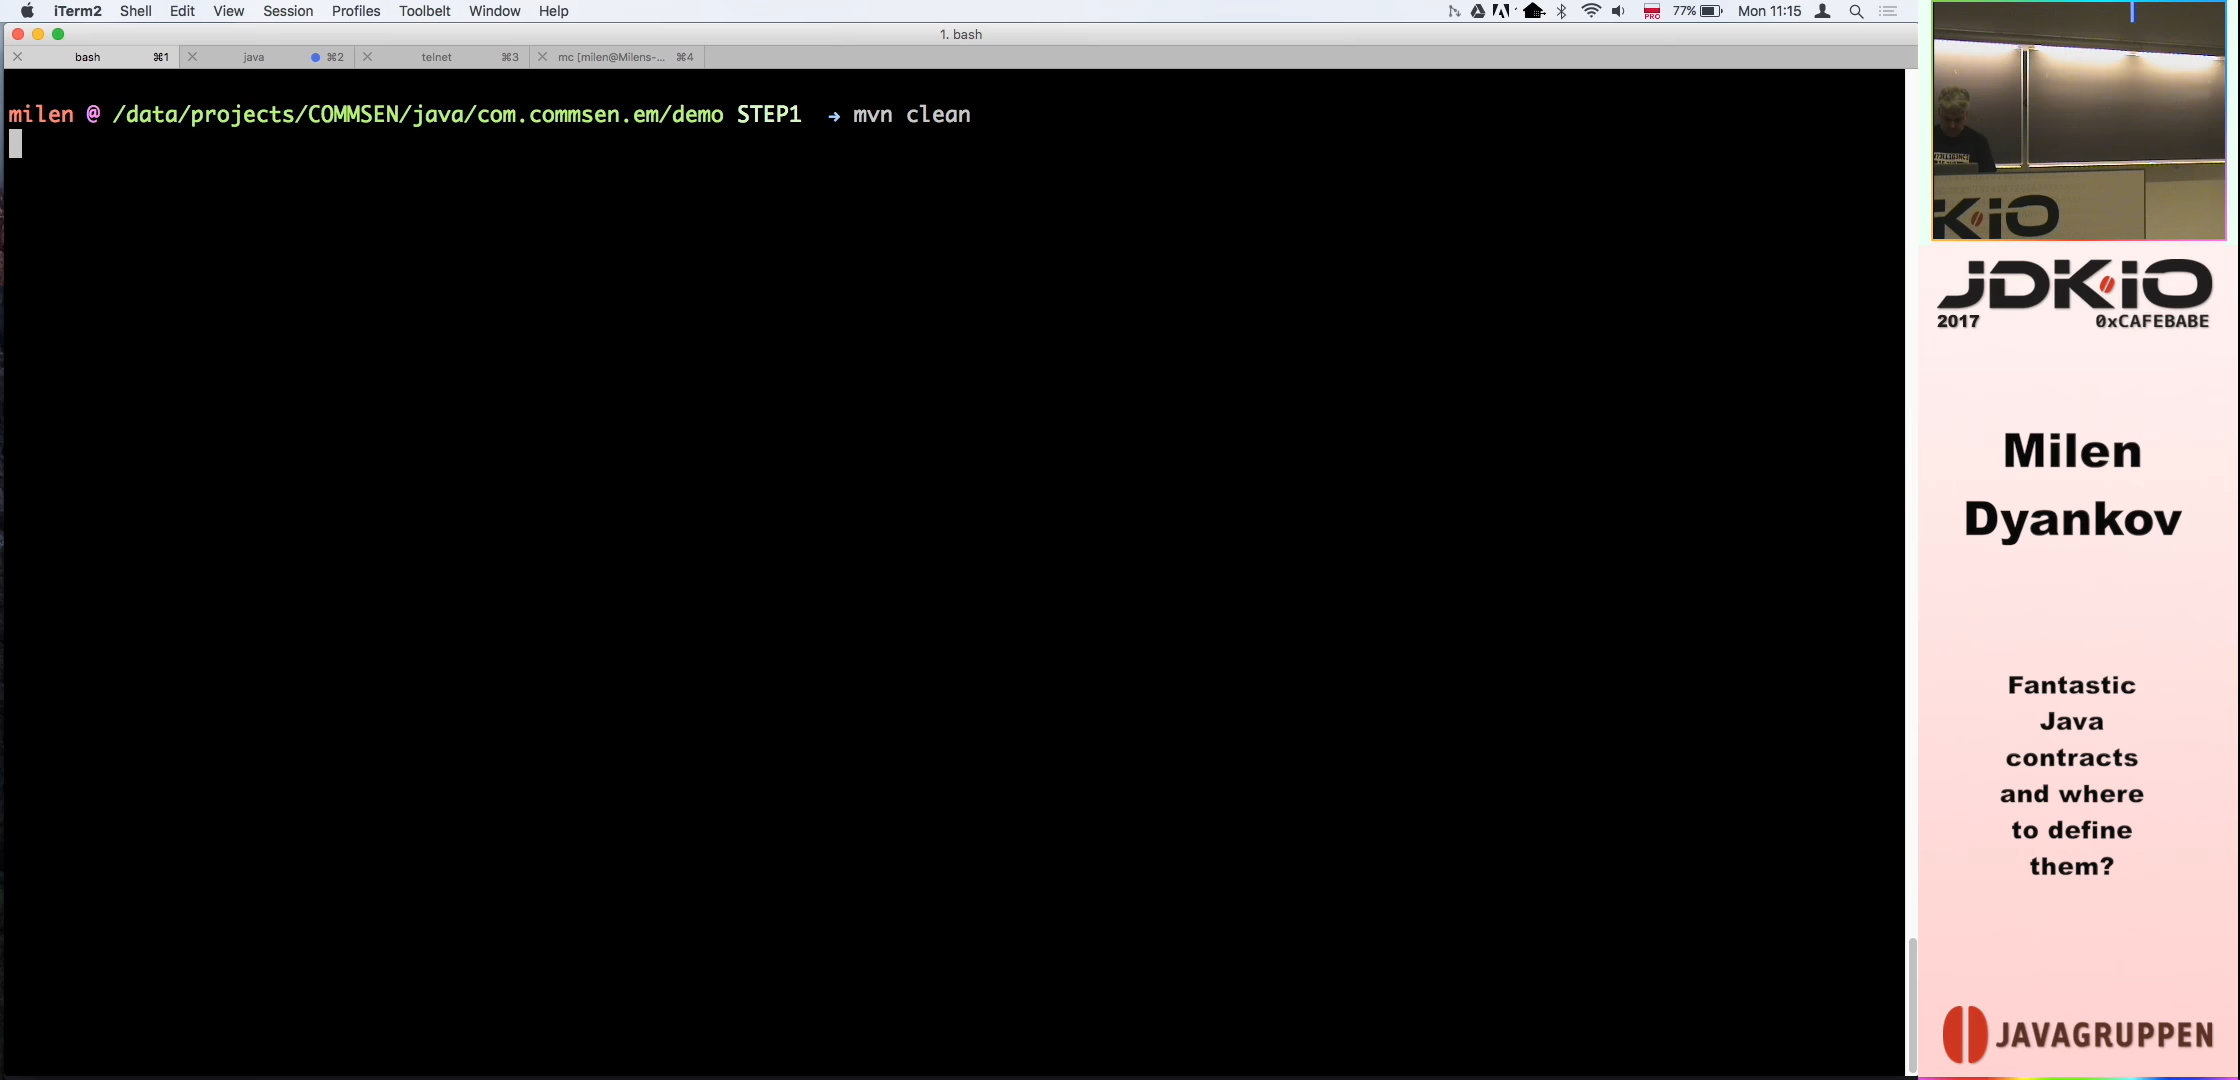 iTerm2 Shell Edit View Session Profiles Toolbelt Window Help PRO 77% Mon 11:15
1. bash
bash ⌘1 java ⌘2 telnet ⌘3 mc [milen@Milens-... ⌘4
milen @ /data/projects/COMMSEN/java/com.commsen.em/demo STEP1 → mvn clean
KiO
JDKiO
2017 0xCAFEBABE
Milen
Dyankov
Fantastic
Java
contracts
and where
to define
them?
JAVAGRUPPEN